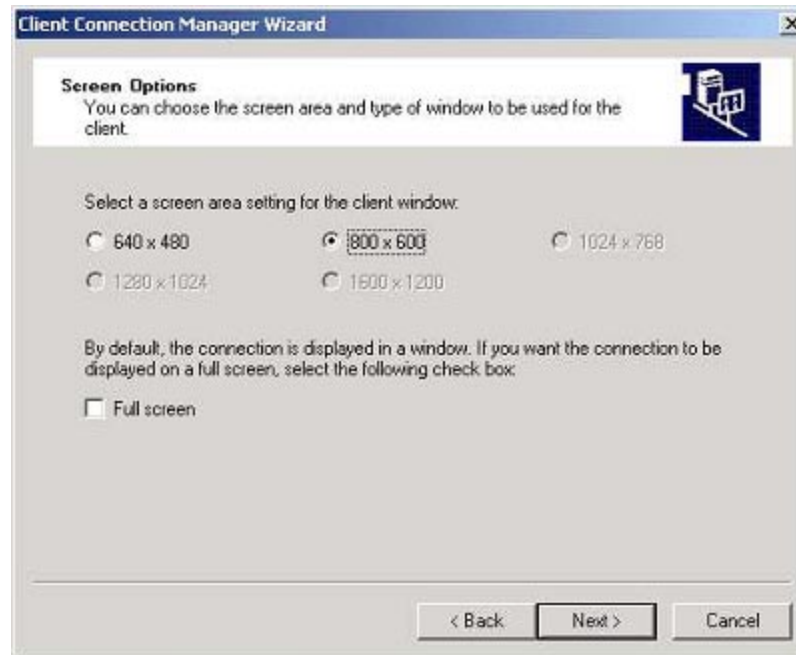 Client Connection Manager Wizard
Screen Options
You can choose the screen area and type of window to be used for the
client.
Select a screen area setting for the client window:
640 x 480 800 x 600 1024 x 768
1280 x 1024 1600 x 1200
By default, the connection is displayed in a window. If you want the connection to be
displayed on a full screen, select the following check box:
Full screen
< Back Next > Cancel